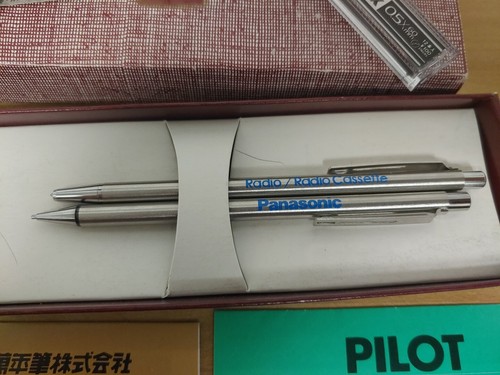 0.5
Radio / Radio Cassette
Panasonic
筆株式会社
PILOT